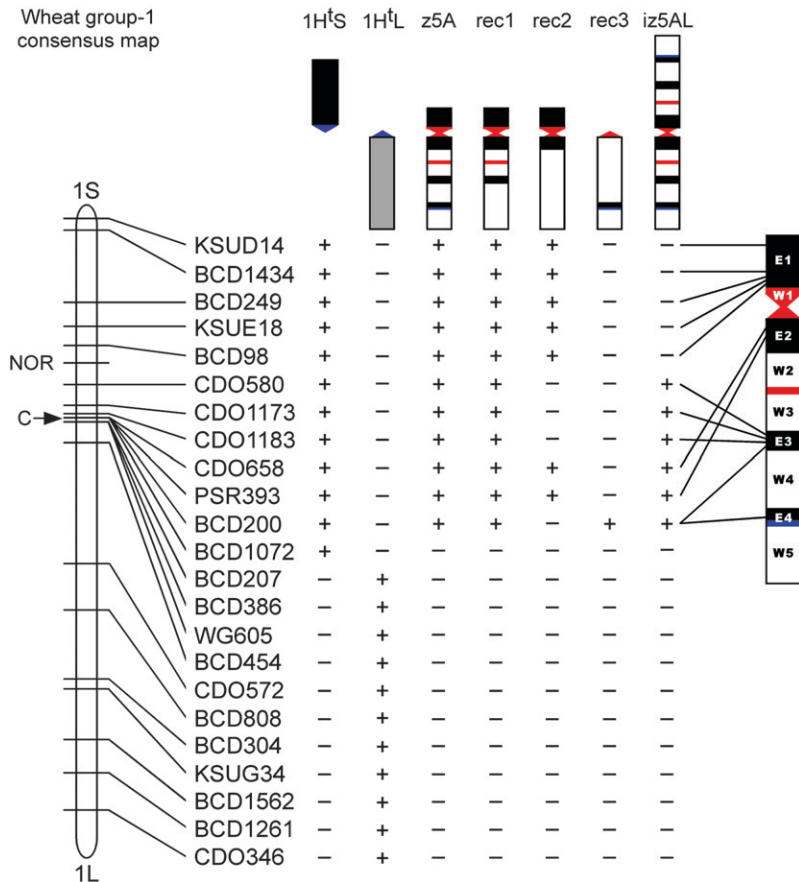 Wheat group-1
consensus map
1HᵗS 1HᵗL z5A rec1 rec2 rec3 iz5AL
1S
KSUD14 + − + + + − −
BCD1434 + − + + + − −
BCD249 + − + + + − −
KSUE18 + − + + + − −
BCD98 + − + + + − −
NOR
CDO580 + − + + − − +
CDO1173 + − + + − − +
C
CDO1183 + − + + − − +
CDO658 + − + + + − +
PSR393 + − + + + − +
BCD200 + − + + − + +
BCD1072 + − − − − − −
BCD207 − + − − − − −
BCD386 − + − − − − −
WG605 − + − − − − −
BCD454 − + − − − − −
CDO572 − + − − − − −
BCD808 − + − − − − −
BCD304 − + − − − − −
KSUG34 − + − − − − −
BCD1562 − + − − − − −
BCD1261 − + − − − − −
CDO346 − + − − − − −
1L
E1
W1
E2
W2
W3
E3
W4
E4
W5